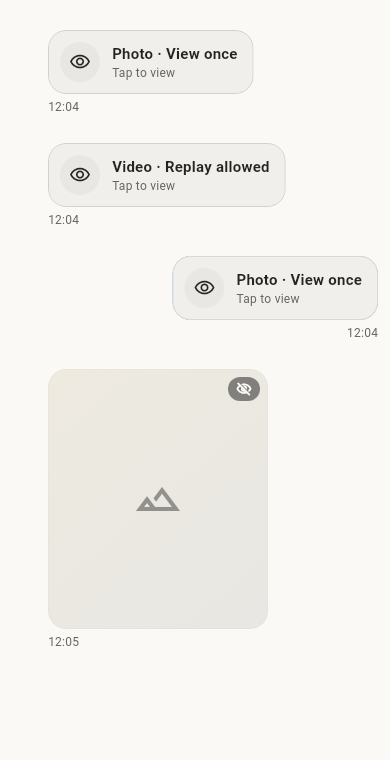 Photo · View once
Tap to view
12:04
Video · Replay allowed
Tap to view
12:04
Photo · View once
Tap to view
12:04
12:05